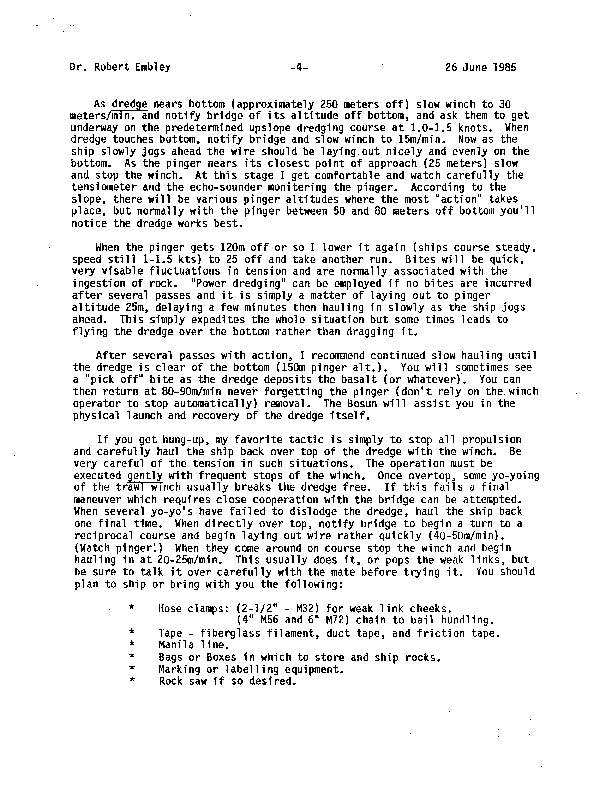 Dr. Robert Embley -4- 26 June 1985
As dredge nears bottom (approximately 250 meters off) slow winch to 30
meters/min, and notify bridge of its altitude off bottom, and ask them to get
underway on the predetermined upslope dredging course at 1.0-1.5 knots. When
dredge touches bottom, notify bridge and slow winch to 15m/min. Now as the
ship slowly jogs ahead the wire should be laying out nicely and evenly on the
bottom. As the pinger nears its closest point of approach (25 meters) slow
and stop the winch. At this stage I get comfortable and watch carefully the
tensiometer and the echo-sounder monitering the pinger. According to the
slope, there will be various pinger altitudes where the most "action" takes
place, but normally with the pinger between 50 and 80 meters off bottom you'll
notice the dredge works best.
When the pinger gets 120m off or so I lower it again (ships course steady,
speed still 1-1.5 kts) to 25 off and take another run. Bites will be quick,
very visable fluctuations in tension and are normally associated with the
ingestion of rock. "Power dredging" can be employed if no bites are incurred
after several passes and it is simply a matter of laying out to pinger
altitude 25m, delaying a few minutes then hauling in slowly as the ship jogs
ahead. This simply expedites the whole situation but some times leads to
flying the dredge over the bottom rather than dragging it.
After several passes with action, I recommend continued slow hauling until
the dredge is clear of the bottom (150m pinger alt.). You will sometimes see
a "pick off" bite as the dredge deposits the basalt (or whatever). You can
then return at 80-90m/min never forgetting the pinger (don't rely on the winch
operator to stop automatically) removal. The Bosun will assist you in the
physical launch and recovery of the dredge itself.
If you get hung-up, my favorite tactic is simply to stop all propulsion
and carefully haul the ship back over top of the dredge with the winch. Be
very careful of the tension in such situations. The operation must be
executed gently with frequent stops of the winch. Once overtop, some yo-yoing
of the trawl winch usually breaks the dredge free. If this fails a final
maneuver which requires close cooperation with the bridge can be attempted.
When several yo-yo's have failed to dislodge the dredge, haul the ship back
one final time. When directly over top, notify bridge to begin a turn to a
reciprocal course and begin laying out wire rather quickly (40-50m/min).
(Watch pinger!) When they come around on course stop the winch and begin
hauling in at 20-25m/min. This usually does it, or pops the weak links, but
be sure to talk it over carefully with the mate before trying it. You should
plan to ship or bring with you the following:
* Hose clamps: (2-1/2" - M32) for weak link cheeks.
(4" M56 and 6" M72) chain to bail bundling.
* Tape - fiberglass filament, duct tape, and friction tape.
* Manila line.
* Bags or Boxes in which to store and ship rocks.
* Marking or labelling equipment.
* Rock saw if so desired.